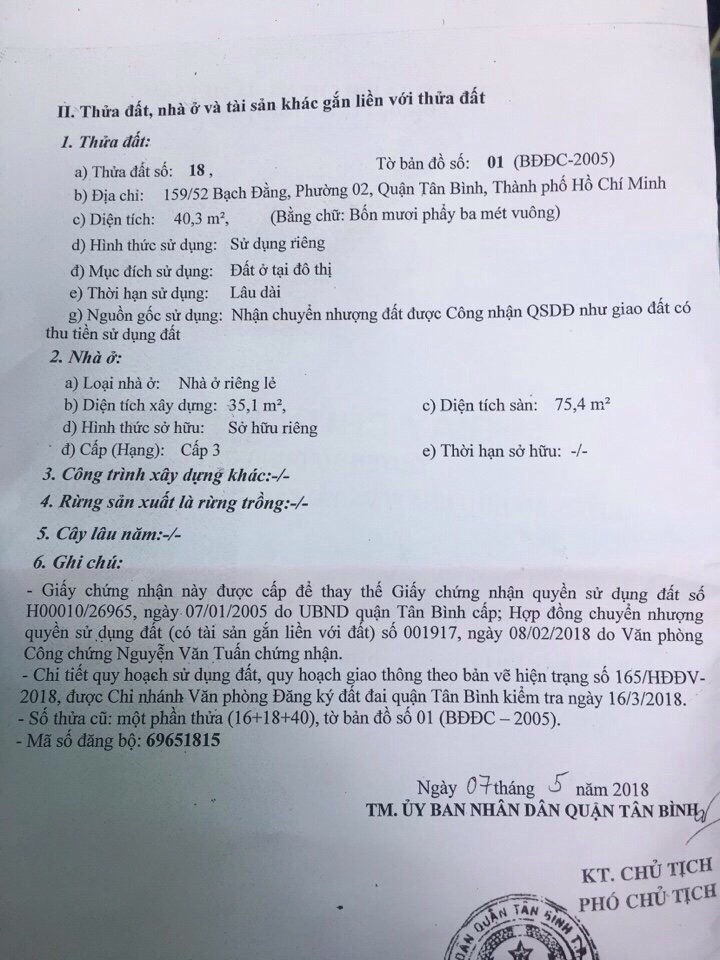 II. Thửa đất, nhà ở và tài sản khác gắn liền với thửa đất
1. Thửa đất:
a) Thửa đất số: 18 , Tờ bản đồ số: 01 (BĐĐC-2005)
b) Địa chỉ: 159/52 Bạch Đằng, Phường 02, Quận Tân Bình, Thành phố Hồ Chí Minh
c) Diện tích: 40,3 m², (Bằng chữ: Bốn mươi phẩy ba mét vuông)
d) Hình thức sử dụng: Sử dụng riêng
đ) Mục đích sử dụng: Đất ở tại đô thị
e) Thời hạn sử dụng: Lâu dài
g) Nguồn gốc sử dụng: Nhận chuyển nhượng đất được Công nhận QSDĐ như giao đất có
thu tiền sử dụng đất
2. Nhà ở:
a) Loại nhà ở: Nhà ở riêng lẻ
b) Diện tích xây dựng: 35,1 m², c) Diện tích sàn: 75,4 m²
d) Hình thức sở hữu: Sở hữu riêng
đ) Cấp (Hạng): Cấp 3 e) Thời hạn sở hữu: -/-
3. Công trình xây dựng khác:-/-
4. Rừng sản xuất là rừng trồng:-/-
5. Cây lâu năm:-/-
6. Ghi chú:
- Giấy chứng nhận này được cấp để thay thế Giấy chứng nhận quyền sử dụng đất số
H00010/26965, ngày 07/01/2005 do UBND quận Tân Bình cấp; Hợp đồng chuyển nhượng
quyền sử dụng đất (có tài sản gắn liền với đất) số 001917, ngày 08/02/2018 do Văn phòng
Công chứng Nguyễn Văn Tuấn chứng nhận.
- Chi tiết quy hoạch sử dụng đất, quy hoạch giao thông theo bản vẽ hiện trạng số 165/HĐĐV-
2018, được Chi nhánh Văn phòng Đăng ký đất đai quận Tân Bình kiểm tra ngày 16/3/2018.
- Số thửa cũ: một phần thửa (16+18+40), tờ bản đồ số 01 (BĐĐC – 2005).
- Mã số đăng bộ: 69651815
Ngày 07 tháng 5 năm 2018
TM. ỦY BAN NHÂN DÂN QUẬN TÂN BÌNH
KT. CHỦ TỊCH
PHÓ CHỦ TỊCH
DÂN QUẬN TÂN BÌNH T.P